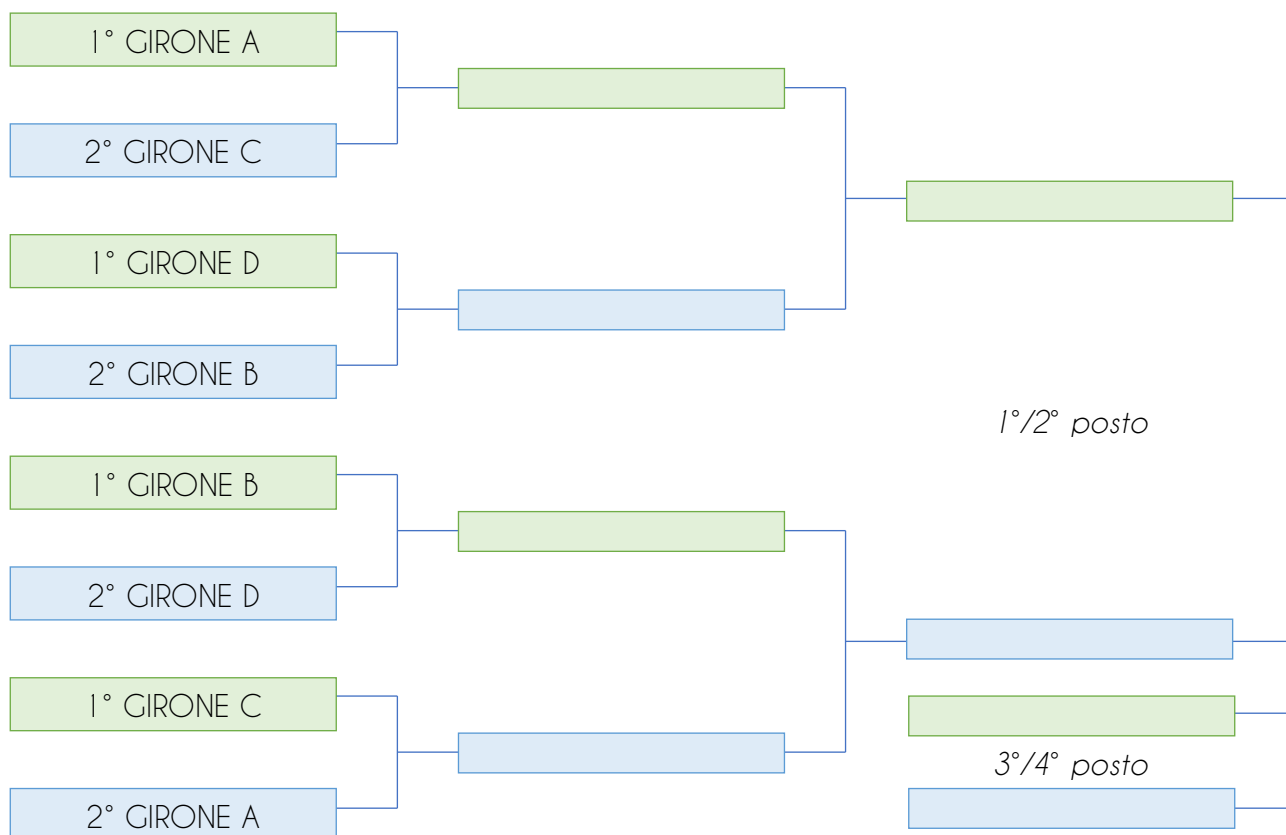 1° GIRONE A
2° GIRONE C
1° GIRONE D
2° GIRONE B
1°/2° posto
1° GIRONE B
2° GIRONE D
1° GIRONE C
3°/4° posto
2° GIRONE A